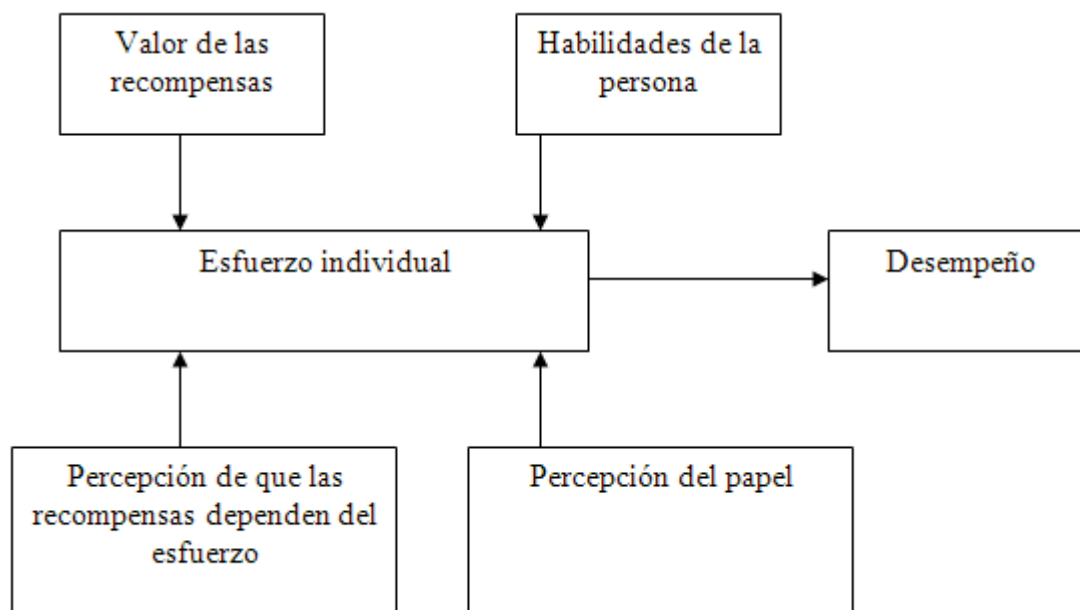 Valor de las
recompensas
Habilidades de la
persona
Esfuerzo individual
Desempeño
Percepción de que las
recompensas dependen del
esfuerzo
Percepción del papel